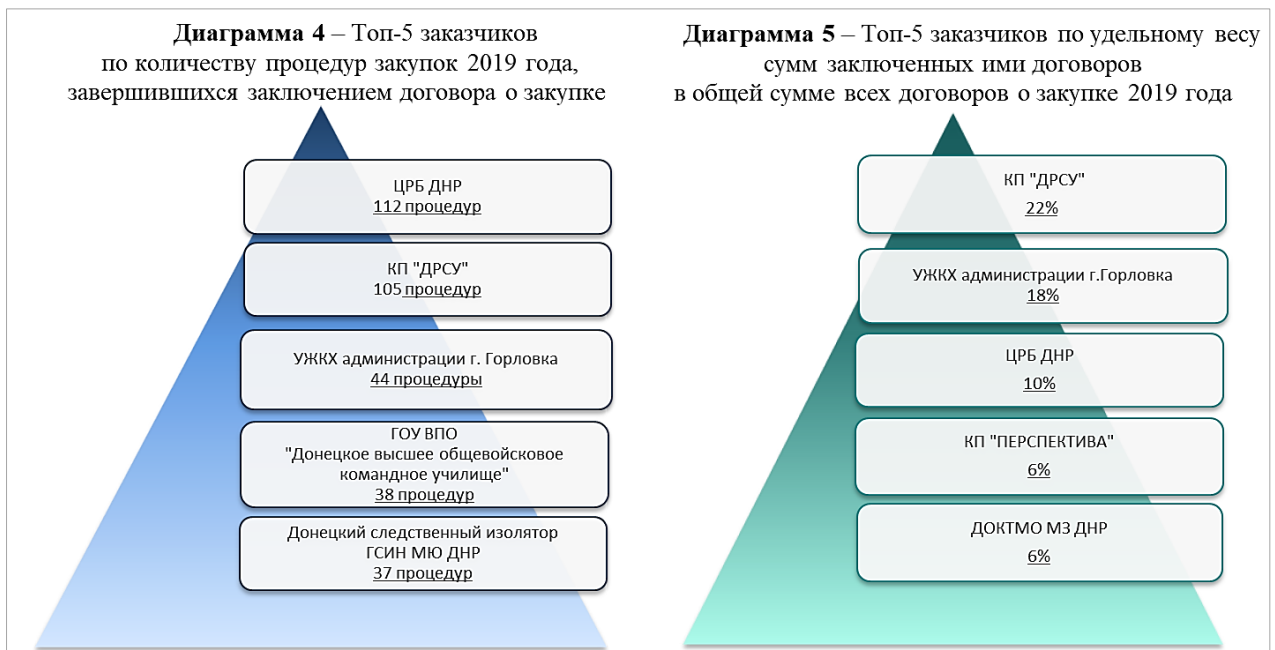 Диаграмма 4 – Топ-5 заказчиков
по количеству процедур закупок 2019 года,
завершившихся заключением договора о закупке
ЦРБ ДНР
112 процедур
КП "ДРСУ"
105 процедур
УЖКХ администрации г. Горловка
44 процедуры
ГОУ ВПО
"Донецкое высшее общевойсковое
командное училище"
38 процедур
Донецкий следственный изолятор
ГСИН МЮ ДНР
37 процедур
Диаграмма 5 – Топ-5 заказчиков по удельному весу
сумм заключенных ими договоров
в общей сумме всех договоров о закупке 2019 года
КП "ДРСУ"
22%
УЖКХ администрации г.Горловка
18%
ЦРБ ДНР
10%
КП "ПЕРСПЕКТИВА"
6%
ДОКТМО МЗ ДНР
6%